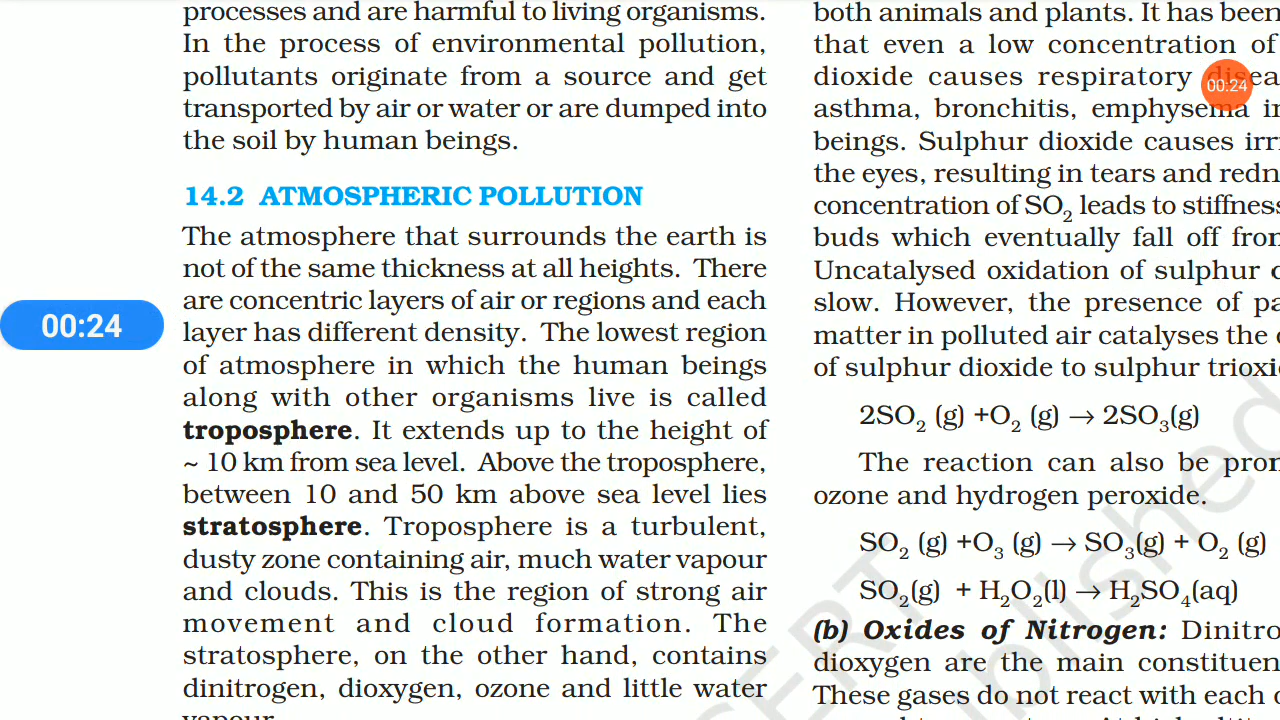 processes and are harmful to living organisms.
In the process of environmental pollution,
pollutants originate from a source and get
transported by air or water or are dumped into
the soil by human beings.
14.2 ATMOSPHERIC POLLUTION
The atmosphere that surrounds the earth is
not of the same thickness at all heights. There
are concentric layers of air or regions and each
layer has different density. The lowest region
of atmosphere in which the human beings
along with other organisms live is called
troposphere. It extends up to the height of
~ 10 km from sea level. Above the troposphere,
between 10 and 50 km above sea level lies
stratosphere. Troposphere is a turbulent,
dusty zone containing air, much water vapour
and clouds. This is the region of strong air
movement and cloud formation. The
stratosphere, on the other hand, contains
dinitrogen, dioxygen, ozone and little water
vapour.
00:24
both animals and plants. It has been
that even a low concentration of
dioxide causes respiratory
asthma, bronchitis, emphysema
beings. Sulphur dioxide causes
the eyes, resulting in tears and
concentration of SO₂ leads to stiffness
buds which eventually fall off
Uncatalysed oxidation of sulphur
slow. However, the presence of
matter in polluted air catalyses the
of sulphur dioxide to sulphur
2SO₂ (g) +O₂ (g) → 2SO₃(g)
The reaction can also be
ozone and hydrogen peroxide.
SO₂ (g) +O₃ (g) → SO₃(g) + O₂ (g)
SO₂(g) + H₂O₂(l) → H₂SO₄(aq)
(b) Oxides of Nitrogen:
dioxygen are the main
These gases do not react with each
00:24